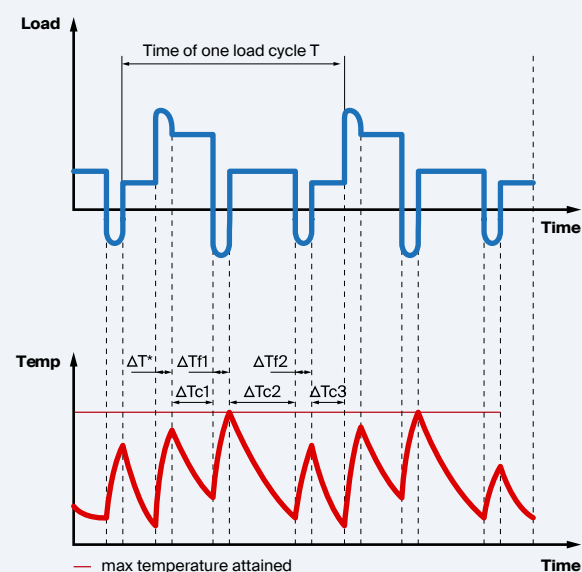 Load
Time of one load cycle T
Time
Temp
ΔT* ΔTf1 ΔTf2
ΔTc1 ΔTc2 ΔTc3
max temperature attained
Time